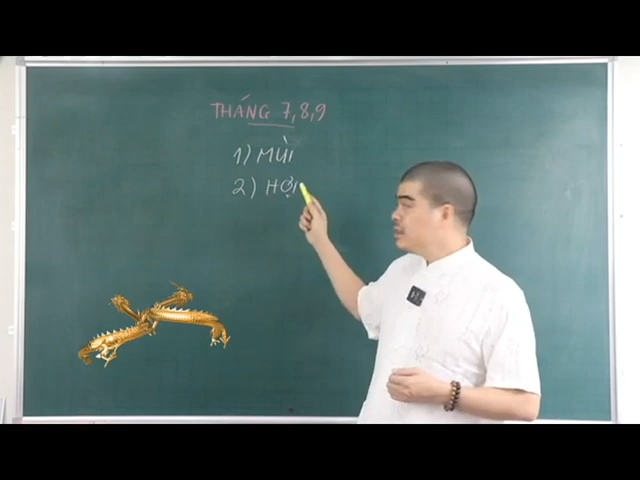 THÁNG 7,8,9
1) MÙI
2) HỢI